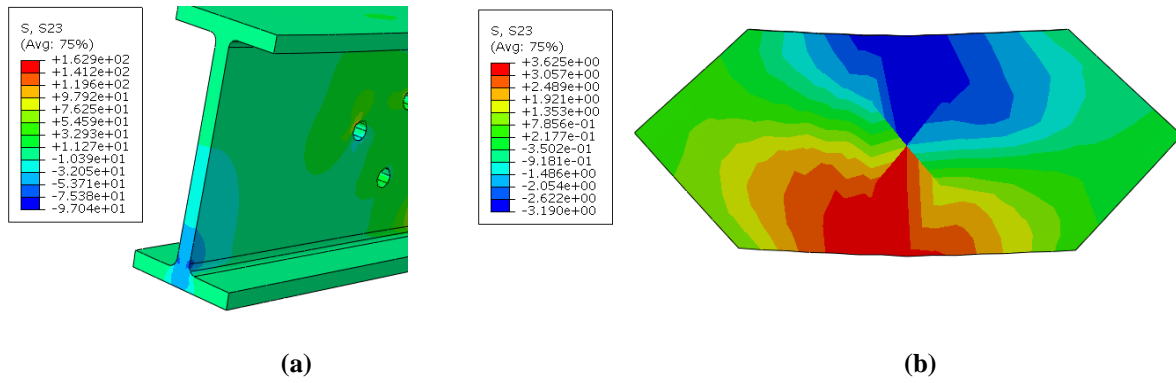 S, S23
(Avg: 75%)
+1.629e+02
+1.412e+02
+1.196e+02
+9.792e+01
+7.625e+01
+5.459e+01
+3.293e+01
+1.127e+01
-1.039e+01
-3.205e+01
-5.371e+01
-7.538e+01
-9.704e+01
S, S23
(Avg: 75%)
+3.625e+00
+3.057e+00
+2.489e+00
+1.921e+00
+1.353e+00
+7.856e-01
+2.177e-01
-3.502e-01
-9.181e-01
-1.486e+00
-2.054e+00
-2.622e+00
-3.190e+00
(a)
(b)